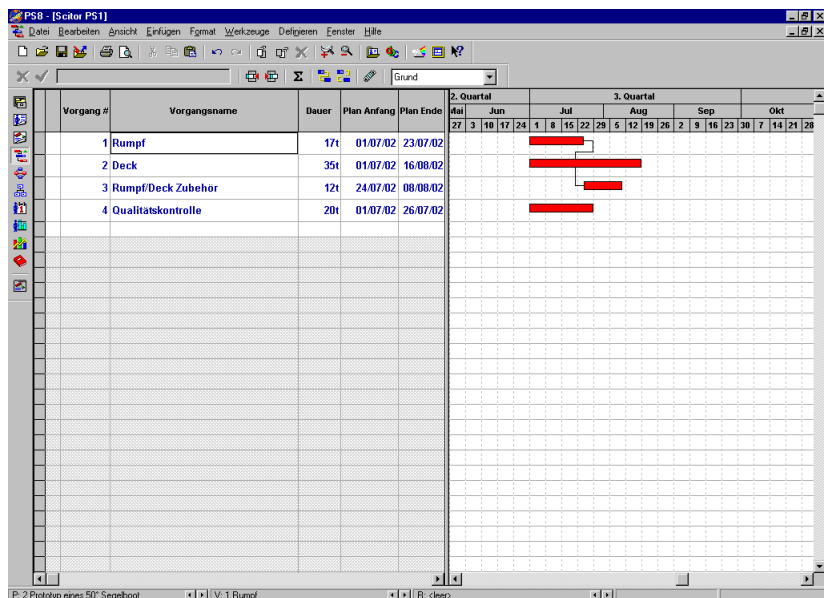 PS8 - [Scitor PS1]
Datei Bearbeiten Ansicht Einfügen Format Werkzeuge Definieren Fenster Hilfe
Grund
2. Quartal 3. Quartal
Vorgang # Vorgangsname Dauer Plan Anfang Plan Ende Mai Jun Jul Aug Sep Okt
27 3 10 17 24 1 8 15 22 29 5 12 19 26 2 9 16 23 30 7 14 21 28
1 Rumpf 17t 01/07/02 23/07/02
2 Deck 35t 01/07/02 16/08/02
3 Rumpf/Deck Zubehör 12t 24/07/02 08/08/02
4 Qualitätskontrolle 20t 01/07/02 26/07/02
P: 2 Prototyp eines 50° Segelboot V: 1 Rumpf R: <leer>